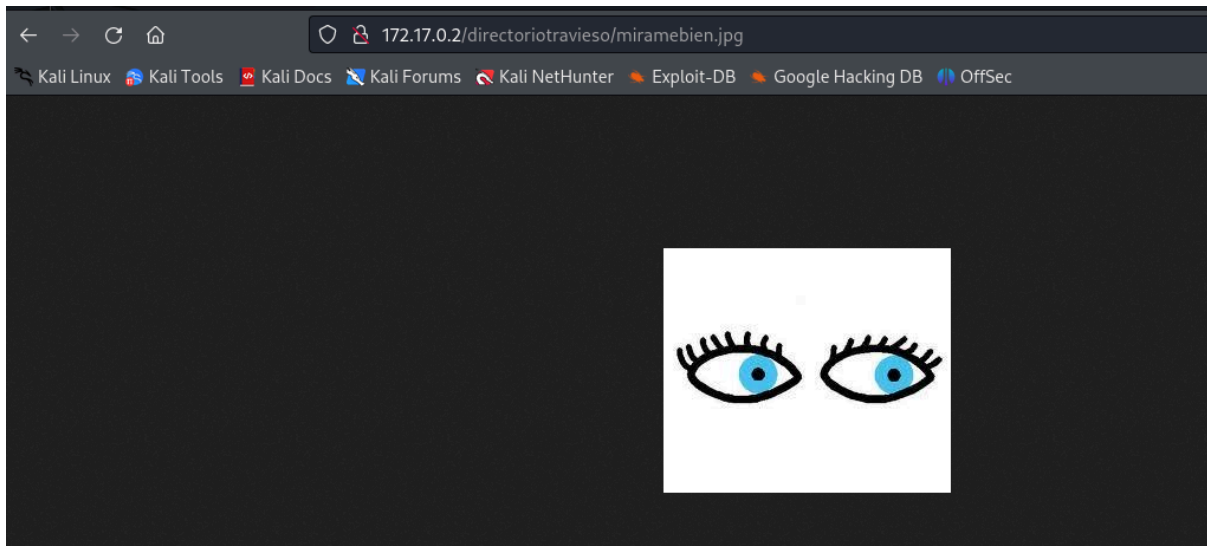 172.17.0.2/directoriotravieso/miramebien.jpg
Kali Linux Kali Tools Kali Docs Kali Forums Kali NetHunter Exploit-DB Google Hacking DB OffSec